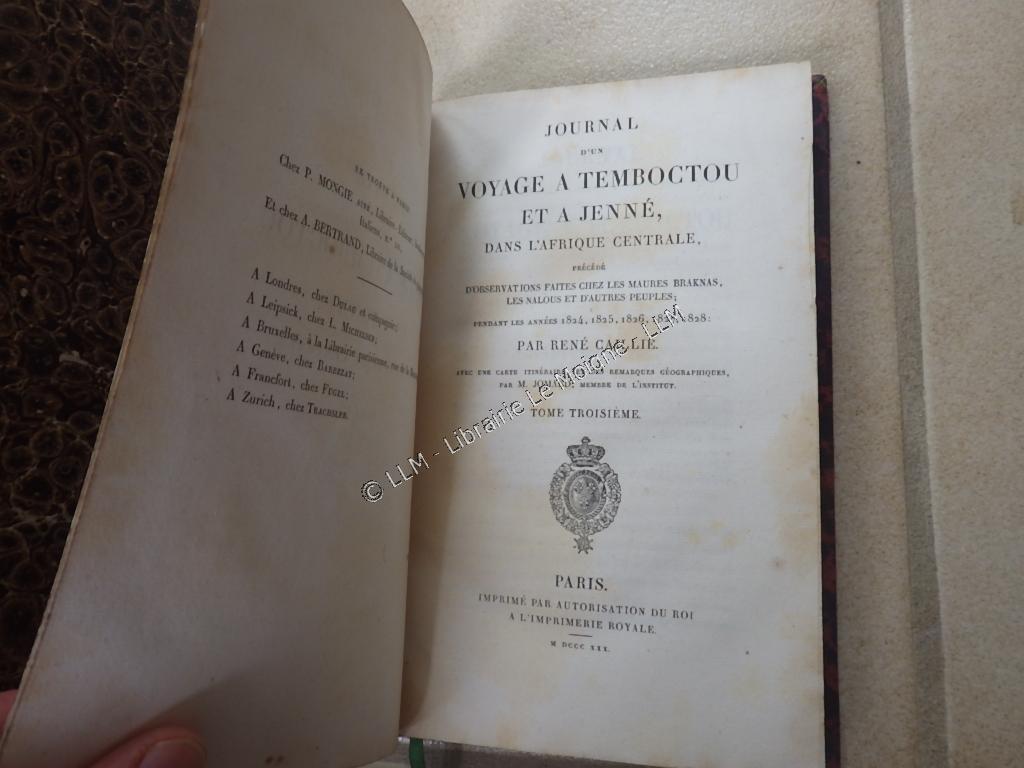 SE TROUVE A PARIS
Chez P. MONGIE AÎNÉ, Libraire-Éditeur,
Italiens, n.° 10.
Et chez A. BERTRAND, Libraire de la Société
A Londres, chez DULAU et compagnie;
A Leipsick, chez L. MICHELSEN;
A Bruxelles, à la Librairie parisienne, rue de la
A Genève, chez BARBEZAT;
A Francfort, chez FUGEL;
A Zurich, chez TRACHSLER.
JOURNAL
D'UN
VOYAGE A TEMBOCTOU
ET A JENNÉ,
DANS L'AFRIQUE CENTRALE,
PRÉCÉDÉ
D'OBSERVATIONS FAITES CHEZ LES MAURES BRAKNAS,
LES NALOUS ET D'AUTRES PEUPLES;
PENDANT LES ANNÉES 1824, 1825, 1826, 1827, 1828:
PAR RENÉ CAILLIÉ.
AVEC UNE CARTE ITINÉRAIRE, ET DES REMARQUES GÉOGRAPHIQUES,
PAR M. JOMARD, MEMBRE DE L'INSTITUT.
TOME TROISIÈME.
PARIS.
IMPRIMÉ PAR AUTORISATION DU ROI
A L'IMPRIMERIE ROYALE.
M DCCC XXX.
© LLM - Librairie Le Moione - LLM